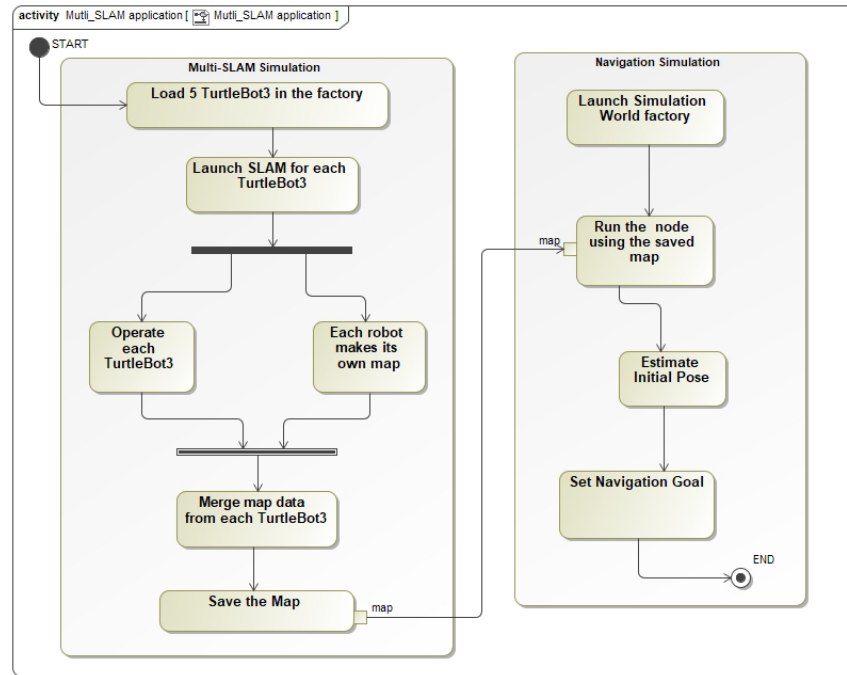 activity Mutli_SLAM application [ Mutli_SLAM application ]
START
Multi-SLAM Simulation
Load 5 TurtleBot3 in the factory
Launch SLAM for each
TurtleBot3
Operate
each
TurtleBot3
Each robot
makes its
own map
Merge map data
from each TurtleBot3
Save the Map
map
Navigation Simulation
Launch Simulation
World factory
map
Run the node
using the saved
map
Estimate
Initial Pose
Set Navigation Goal
END